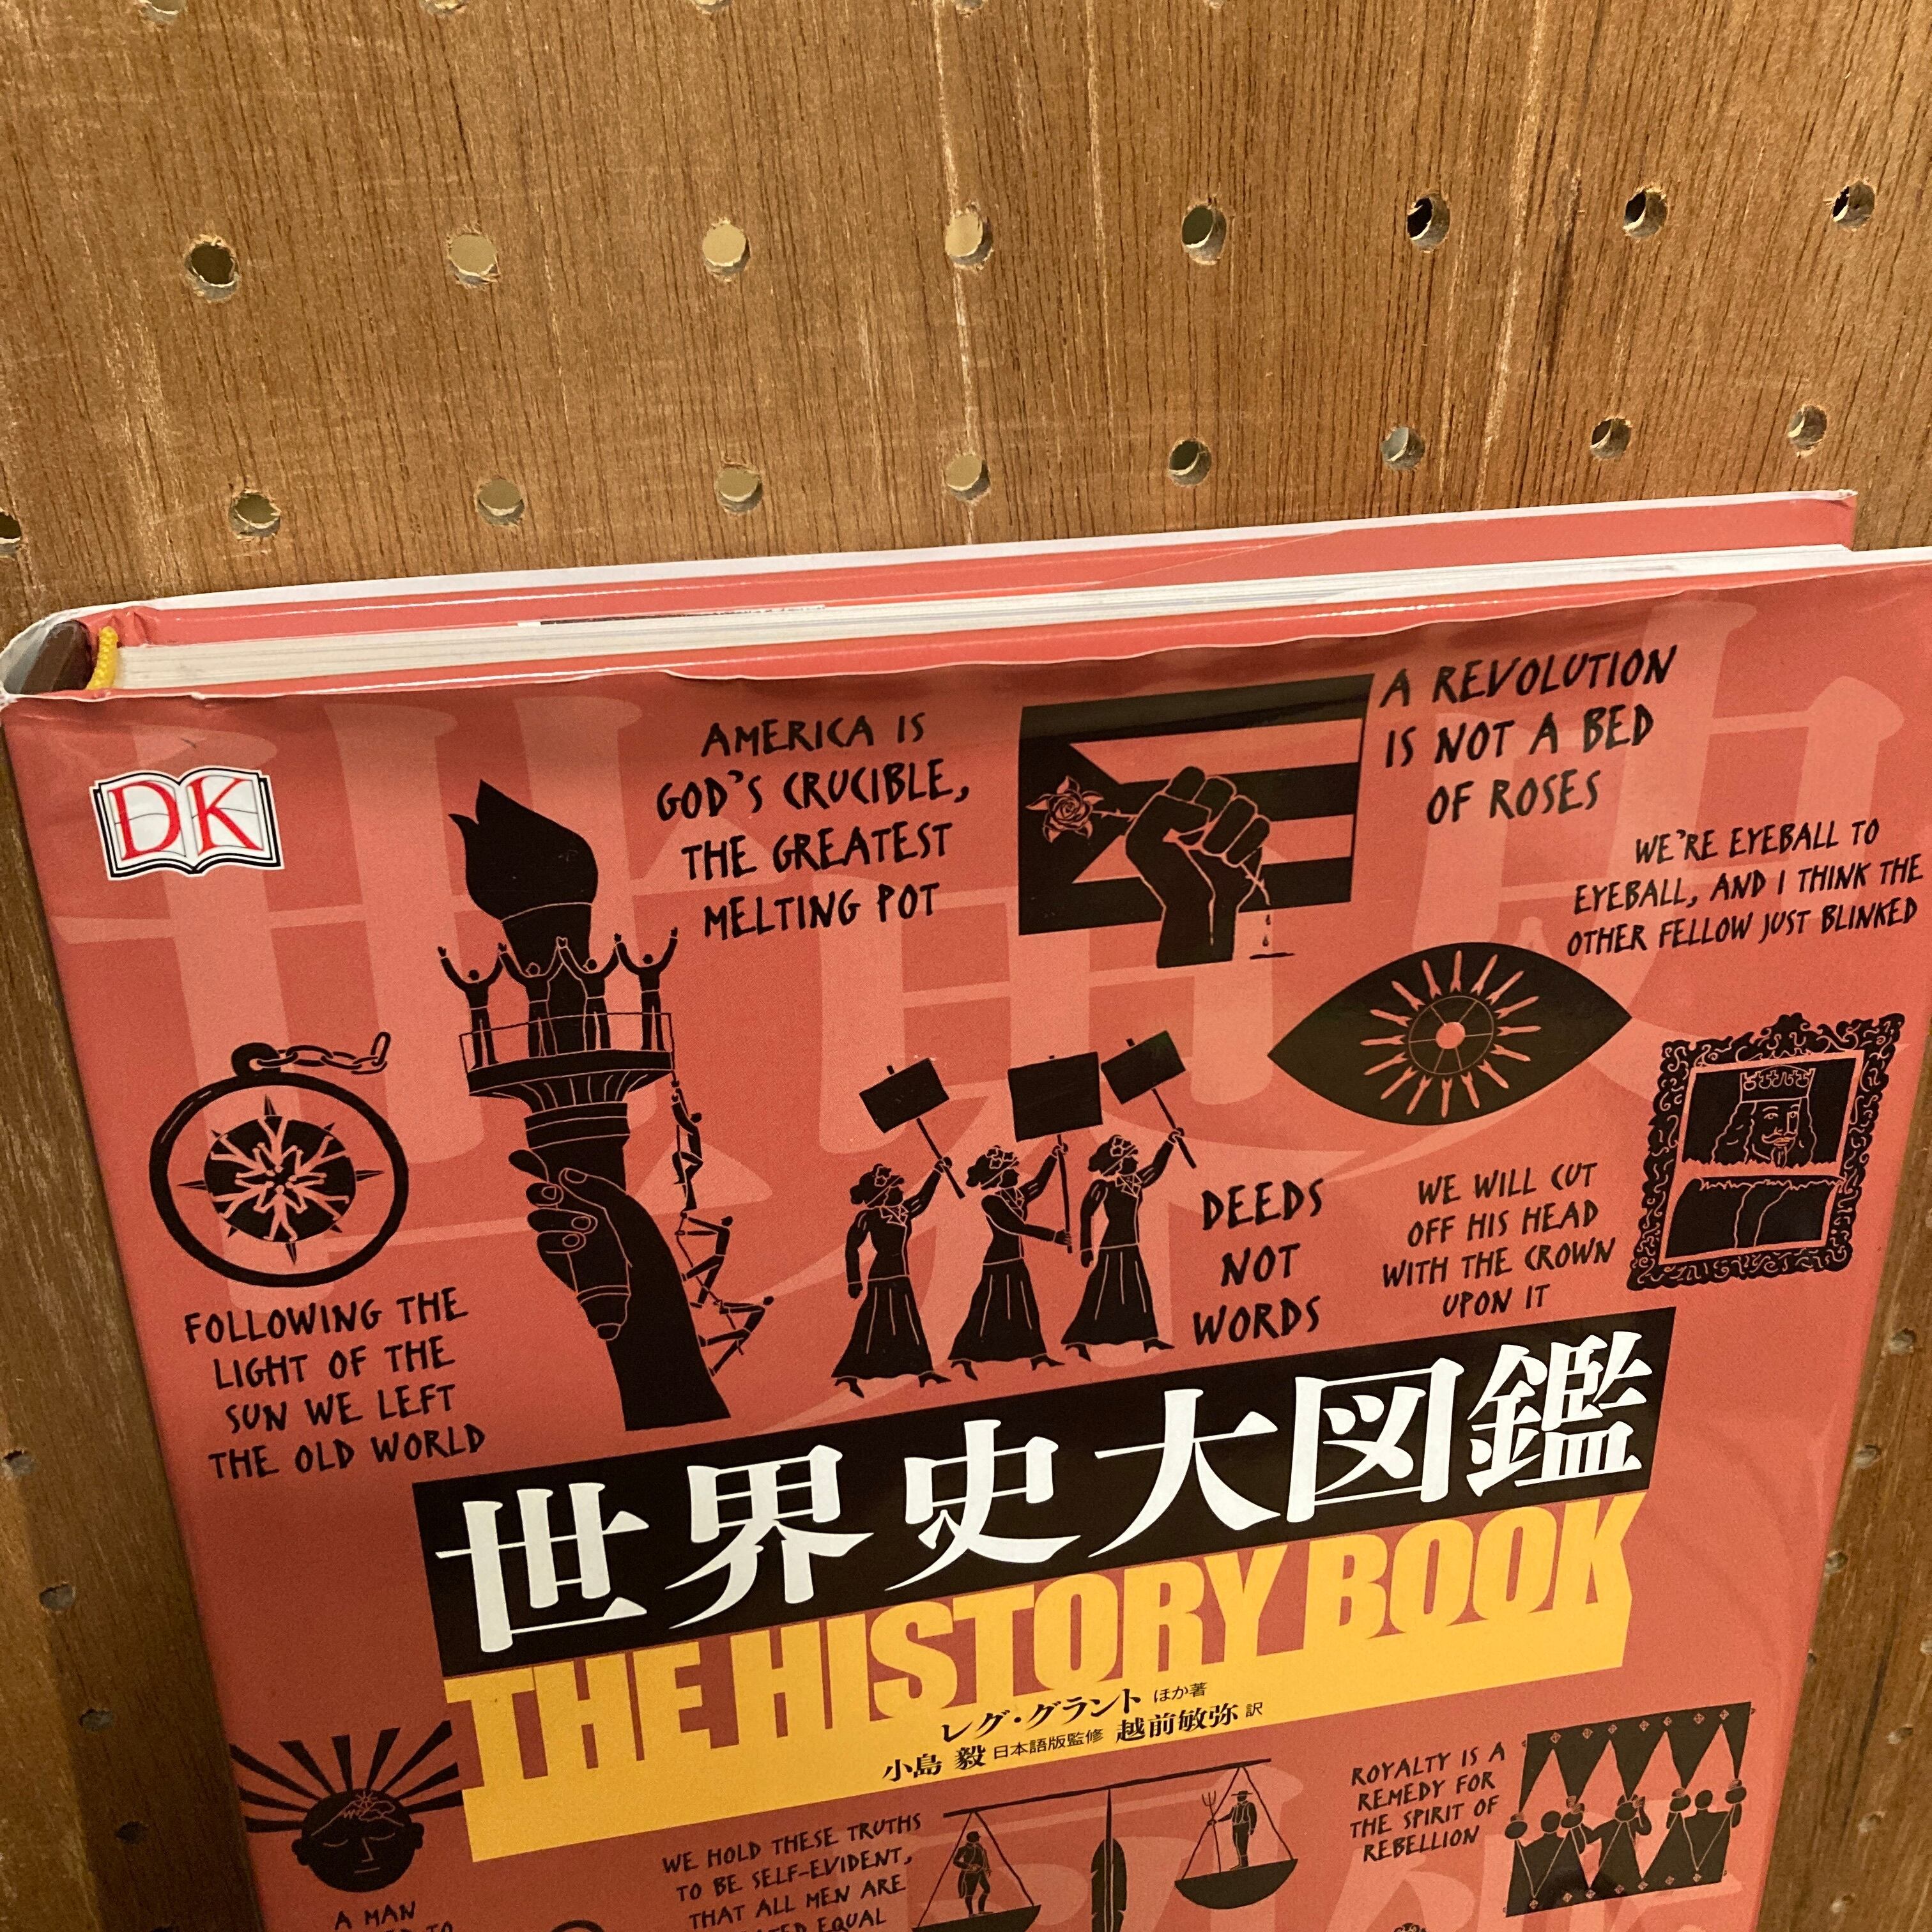 DK
AMERICA IS
GOD'S CRUCIBLE,
THE GREATEST
MELTING POT
A REVOLUTION
IS NOT A BED
OF ROSES
WE'RE EYEBALL TO
EYEBALL, AND I THINK THE
OTHER FELLOW JUST BLINKED
FOLLOWING THE
LIGHT OF THE
SUN WE LEFT
THE OLD WORLD
DEEDS
NOT
WORDS
WE WILL CUT
OFF HIS HEAD
WITH THE CROWN
UPON IT
世界史大図鑑
THE HISTORY BOOK
レグ・グラント ほか著
小島 毅 日本語版監修 越前敏弥 訳
ROYALTY IS A
REMEDY FOR
THE SPIRIT OF
REBELLION
WE HOLD THESE TRUTHS
TO BE SELF-EVIDENT,
THAT ALL MEN ARE
EQUAL
A MAN
TO
世界史